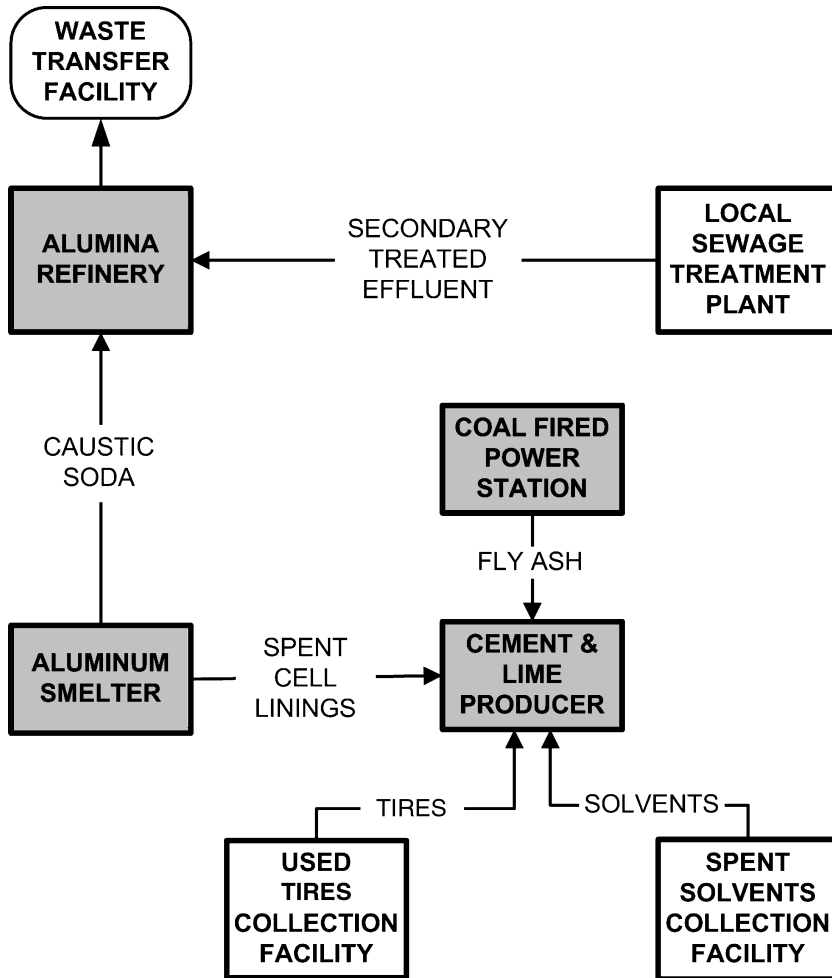 WASTE
TRANSFER
FACILITY
ALUMINA
REFINERY
SECONDARY
TREATED
EFFLUENT
LOCAL
SEWAGE
TREATMENT
PLANT
CAUSTIC
SODA
COAL FIRED
POWER
STATION
FLY ASH
ALUMINUM
SMELTER
SPENT
CELL
LININGS
CEMENT &
LIME
PRODUCER
TIRES
SOLVENTS
USED
TIRES
COLLECTION
FACILITY
SPENT
SOLVENTS
COLLECTION
FACILITY